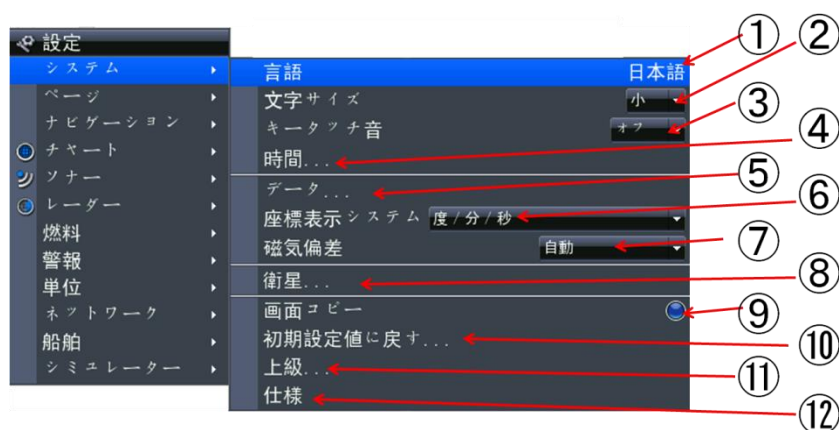 設定
システム
ページ
ナビゲーション
チャート
ソナー
レーダー
燃料
警報
単位
ネットワーク
船舶
シミュレーター
言語 日本語 ①
文字サイズ 小 ②
キータッチ音 オフ ③
時間... ④
データ... ⑤
座標表示システム 度/分/秒 ⑥
磁気偏差 自動 ⑦
衛星... ⑧
画面コピー ⑨
初期設定値に戻す... ⑩
上級... ⑪
仕様 ⑫